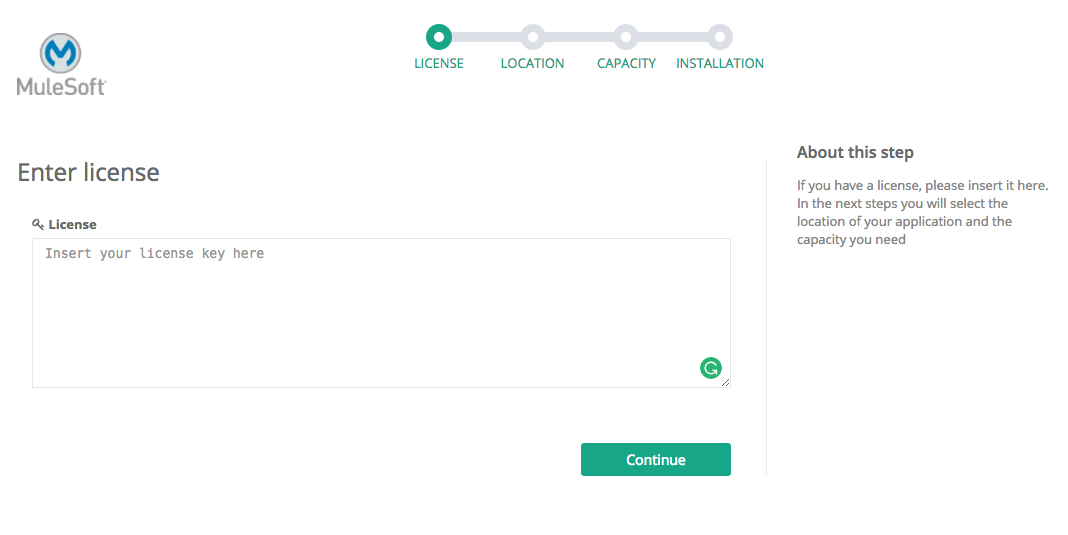 MuleSoft
LICENSE
LOCATION
CAPACITY
INSTALLATION
Enter license
License
Insert your license key here
Continue
About this step
If you have a license, please insert it here.
In the next steps you will select the
location of your application and the
capacity you need